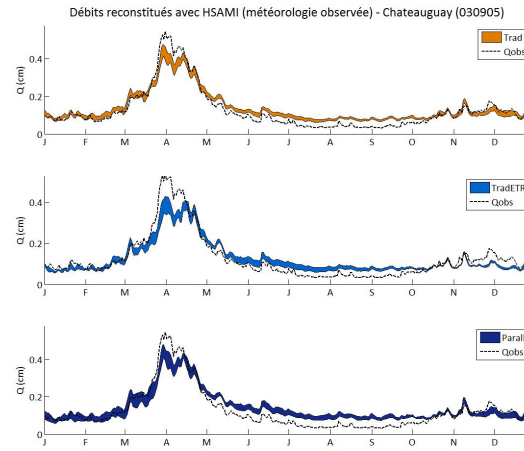 Débits reconstitués avec HSAMI (météorologie observée) - Chateauguay (030905)
Q (cm)
0.4
0.2
0
J F M A M J J A S O N D
Trad
Qobs
Q (cm)
0.4
0.2
0
J F M A M J J A S O N D
TradETR
Qobs
Q (cm)
0.4
0.2
0
J F M A M J J A S O N D
Parall
Qobs